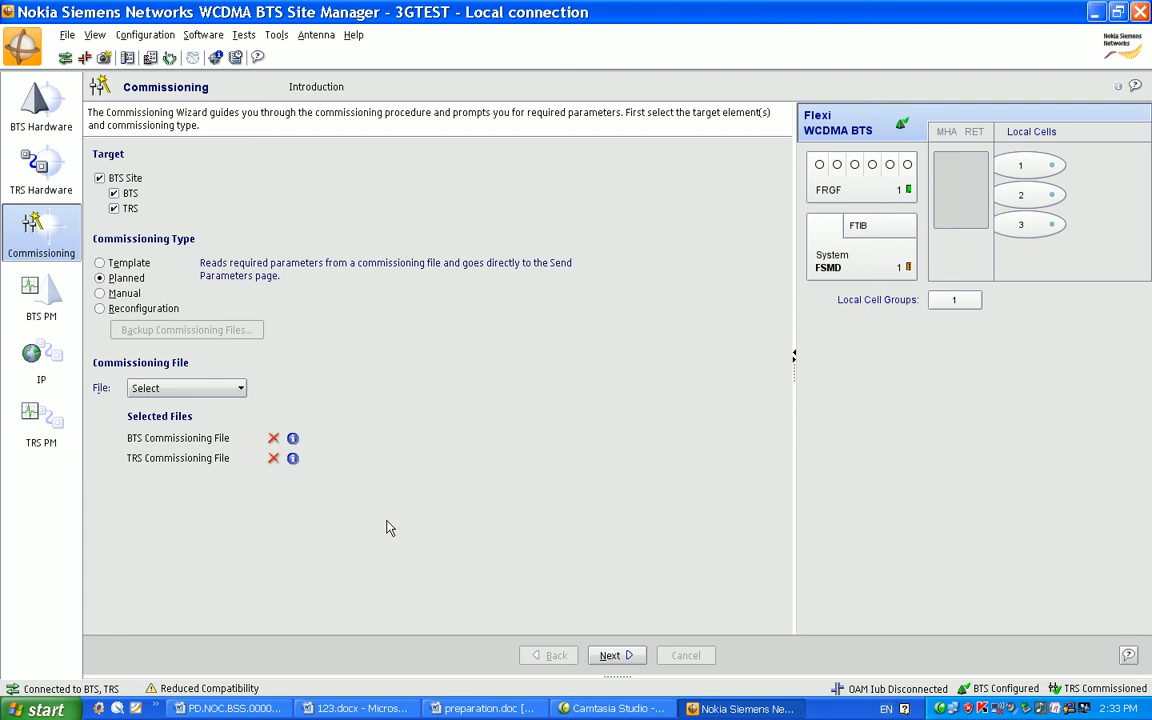 Nokia Siemens Networks WCDMA BTS Site Manager - 3GTEST - Local connection
File View Configuration Software Tests Tools Antenna Help
Nokia Siemens
Networks
Commissioning Introduction
The Commissioning Wizard guides you through the commissioning procedure and prompts you for required parameters. First select the target element(s)
and commissioning type.
Target
BTS Site
BTS
TRS
Commissioning Type
Template
Planned
Manual
Reconfiguration
Reads required parameters from a commissioning file and goes directly to the Send
Parameters page.
Backup Commissioning Files...
Commissioning File
File: Select
Selected Files
BTS Commissioning File
TRS Commissioning File
BTS Hardware
TRS Hardware
Commissioning
BTS PM
IP
TRS PM
Flexi
WCDMA BTS
MHA RET Local Cells
FRGF 1
FTIB
System
FSMD 1
1
2
3
Local Cell Groups: 1
Back Next Cancel
Connected to BTS, TRS Reduced Compatibility OAM Iub Disconnected BTS Configured TRS Commissioned
start PD.NOC.BSS.0000... 123.docx - Micros... preparation.doc [... Camtasia Studio -... Nokia Siemens Ne... EN 2:33 PM